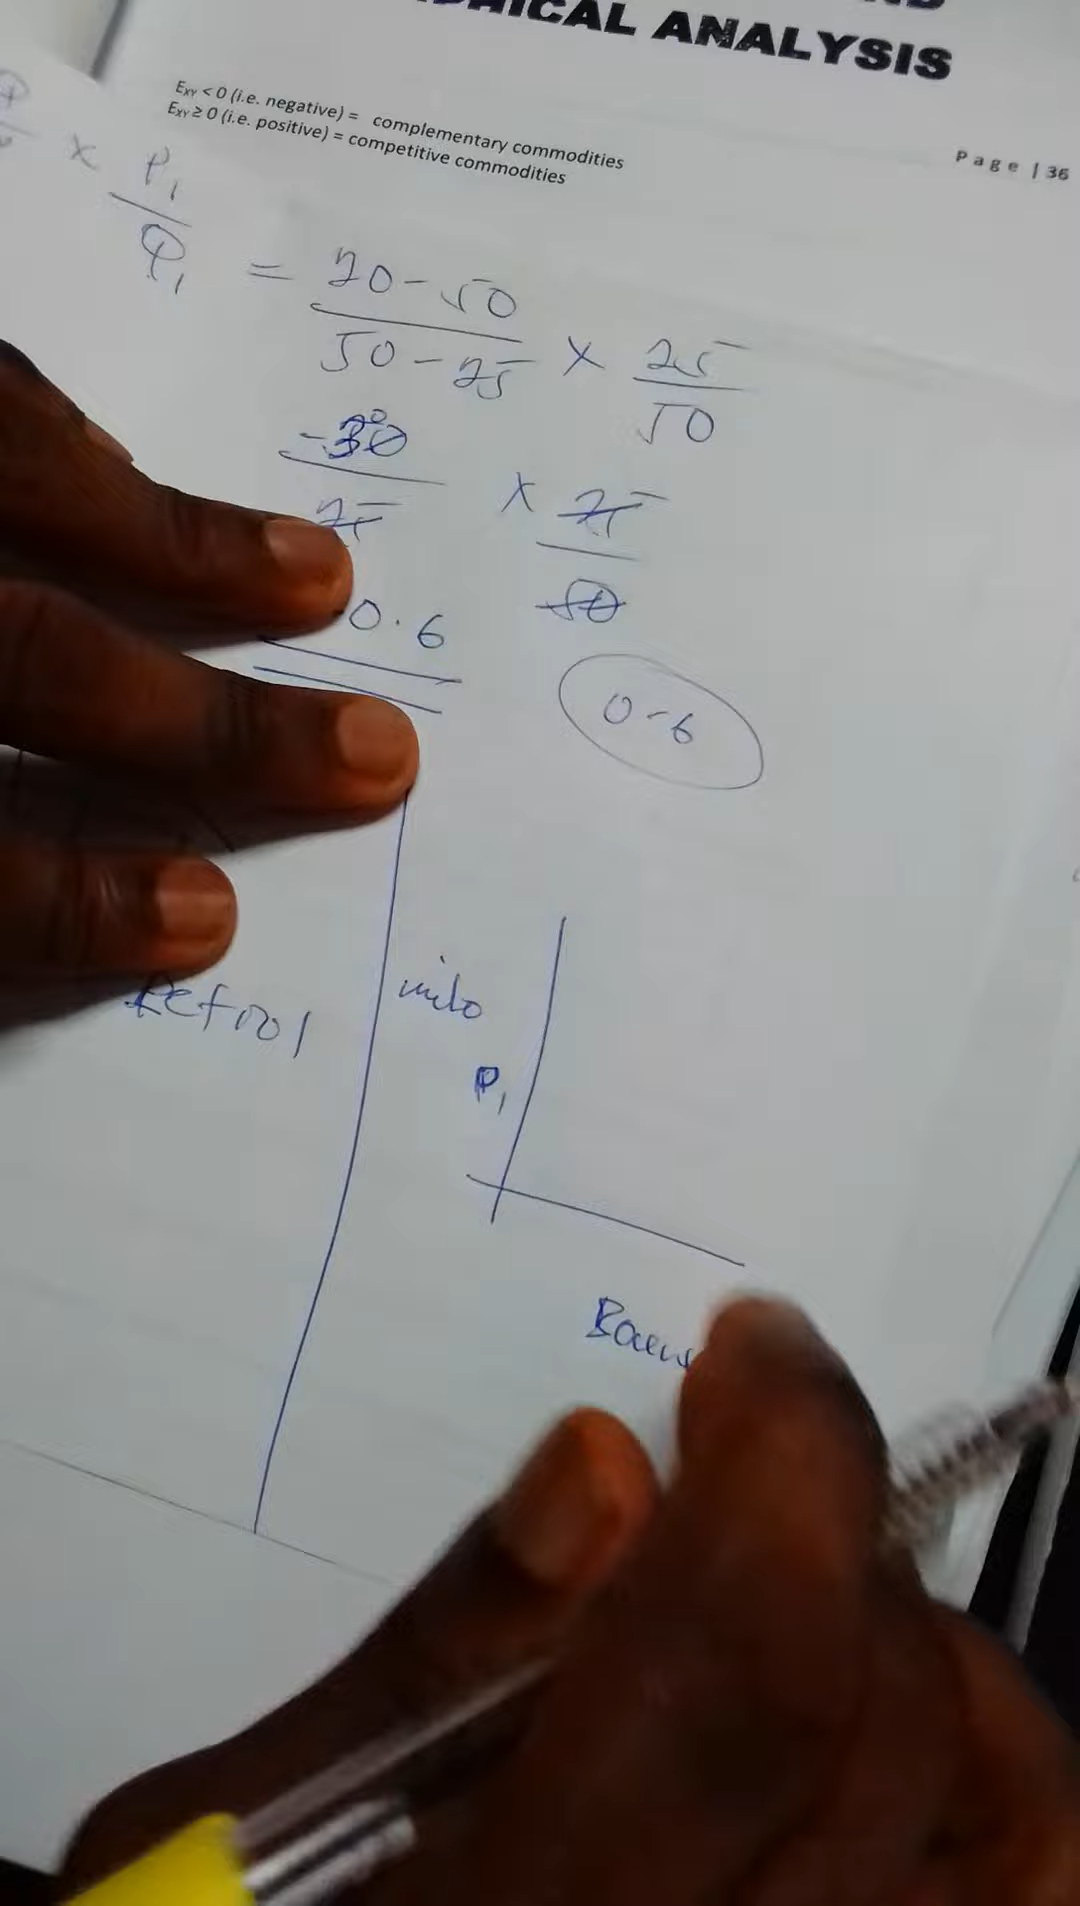 HICAL ANALYSIS
Exy < 0 (i.e. negative) = complementary commodities
Exy ≥ 0 (i.e. positive) = competitive commodities
Page | 36
× P₁ / Q₁ = 20 - 50 / 50 - 25 × 25 / 50
-30 / 25 × 25 / 50
0.6
0.6
Petrol
milo
P₁